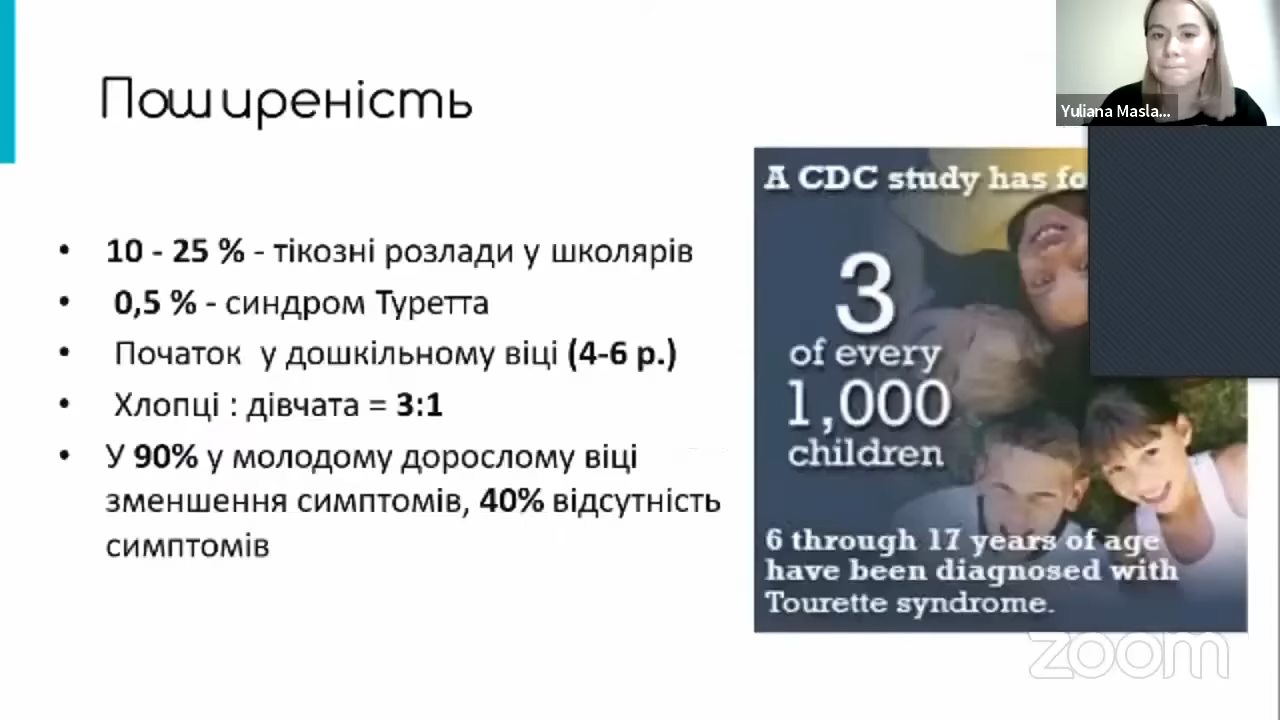 Поширеність
Yuliana Masla...
• 10 - 25 % - тікозні розлади у школярів
• 0,5 % - синдром Туретта
• Початок у дошкільному віці (4-6 р.)
• Хлопці : дівчата = 3:1
• У 90% у молодому дорослому віці
зменшення симптомів, 40% відсутність
симптомів
A CDC study has fo
3
of every
1,000
children
6 through 17 years of age
have been diagnosed with
Tourette syndrome.
zoom